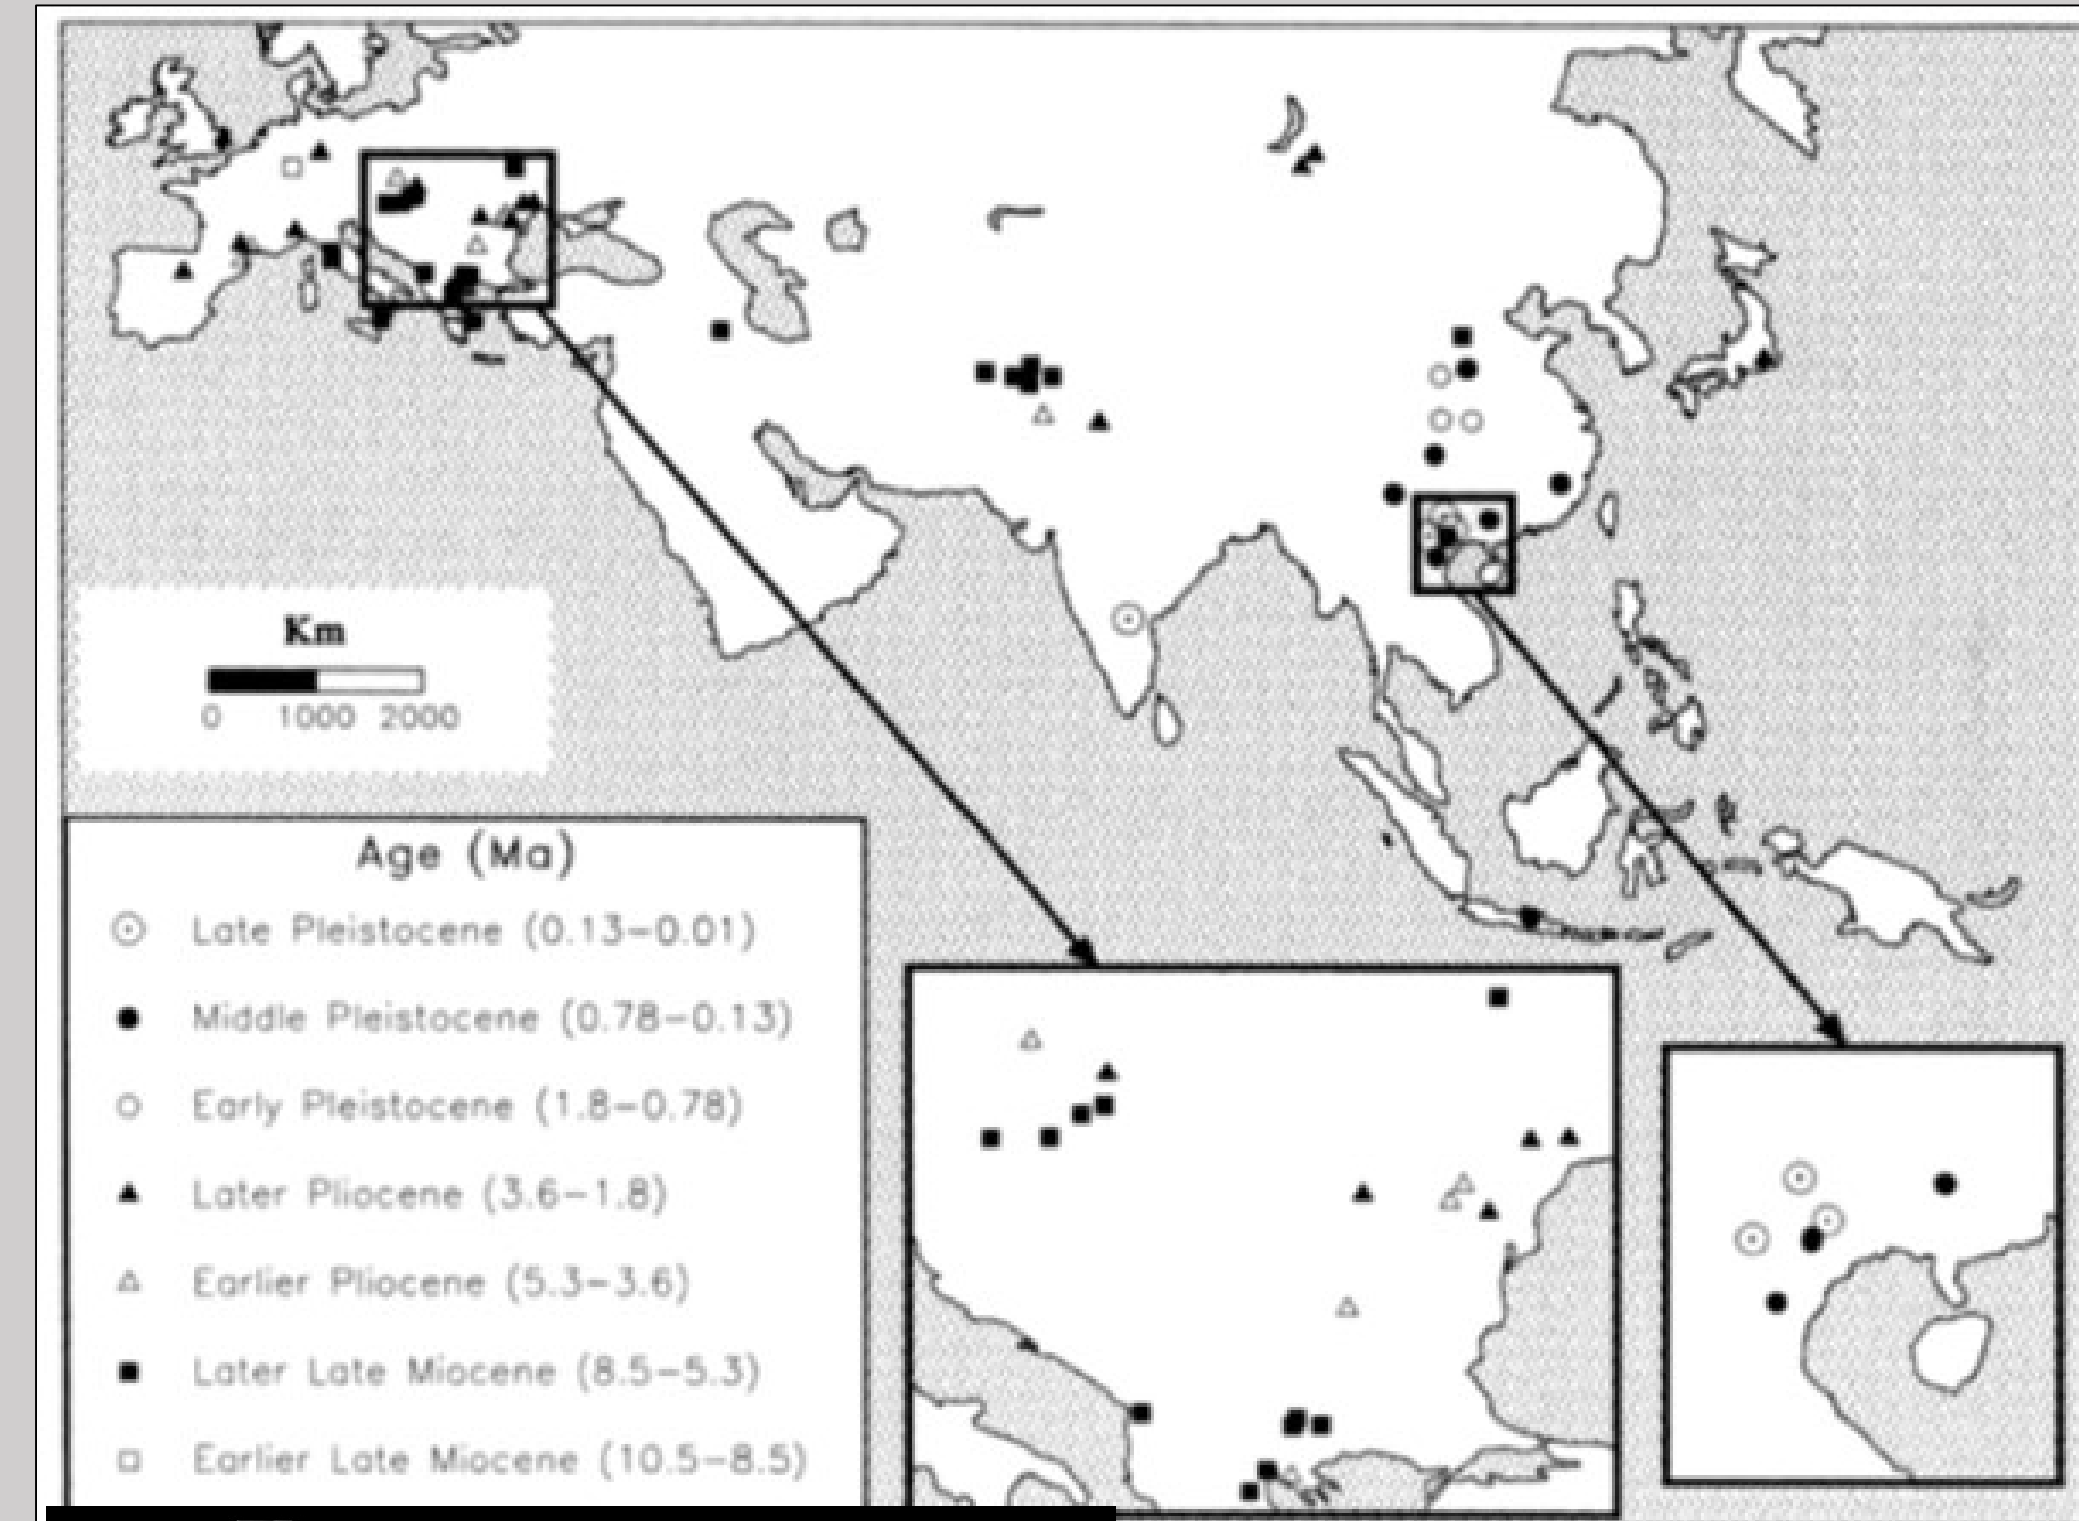 Km
0 1000 2000
Age (Ma)
Late Pleistocene (0.13–0.01)
Middle Pleistocene (0.78–0.13)
Early Pleistocene (1.8–0.78)
Later Pliocene (3.6–1.8)
Earlier Pliocene (5.3–3.6)
Later Late Miocene (8.5–5.3)
Earlier Late Miocene (10.5–8.5)